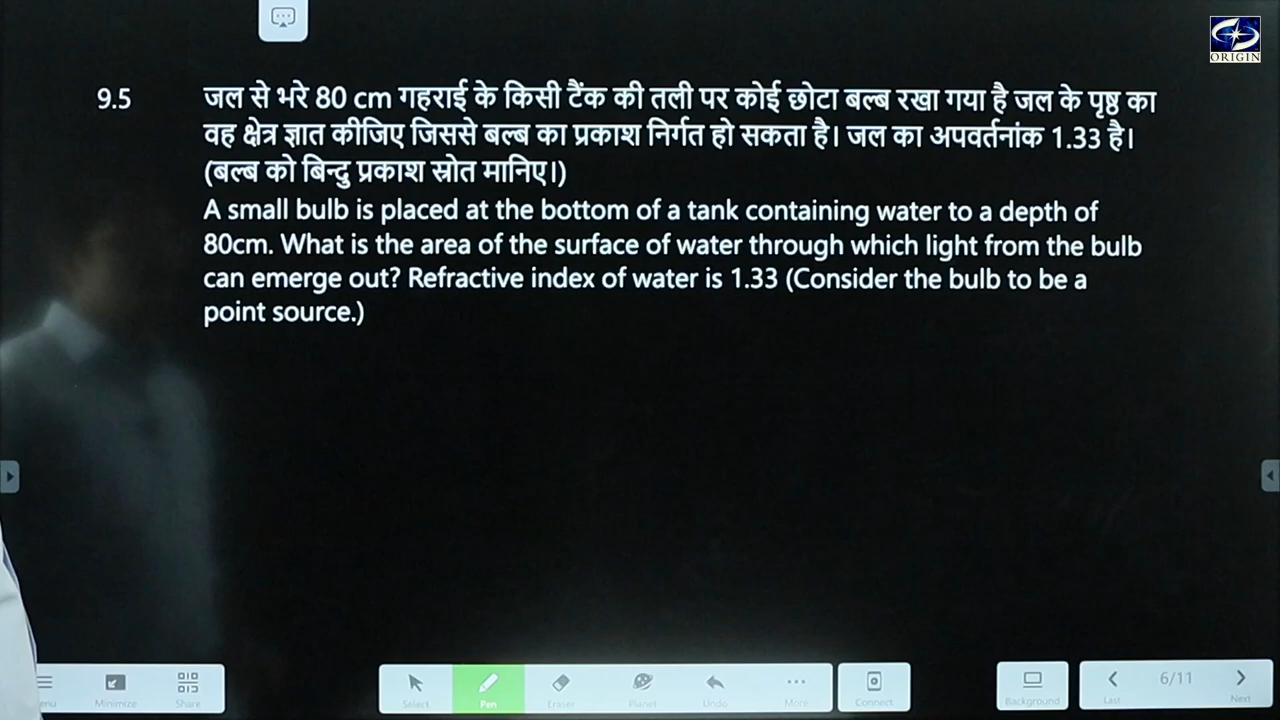 ORIGIN
9.5 जल से भरे 80 cm गहराई के किसी टैंक की तली पर कोई छोटा बल्ब रखा गया है जल के पृष्ठ का
वह क्षेत्र ज्ञात कीजिए जिससे बल्ब का प्रकाश निर्गत हो सकता है। जल का अपवर्तनांक 1.33 है।
(बल्ब को बिन्दु प्रकाश स्रोत मानिए।)
A small bulb is placed at the bottom of a tank containing water to a depth of
80cm. What is the area of the surface of water through which light from the bulb
can emerge out? Refractive index of water is 1.33 (Consider the bulb to be a
point source.)
6/11
enu Minimize Share Select Pen Eraser Planet Undo More Connect Background Last Next